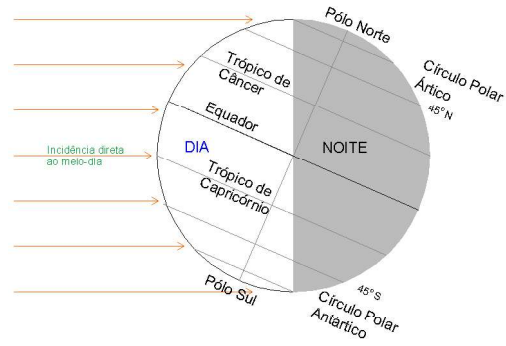 Pólo Norte
Círculo Polar
Ártico
45°N
Trópico de
Câncer
Equador
Incidência direta
ao meio-dia
DIA
NOITE
Trópico de
Capricórnio
45°S
Pólo Sul
Círculo Polar
Antártico